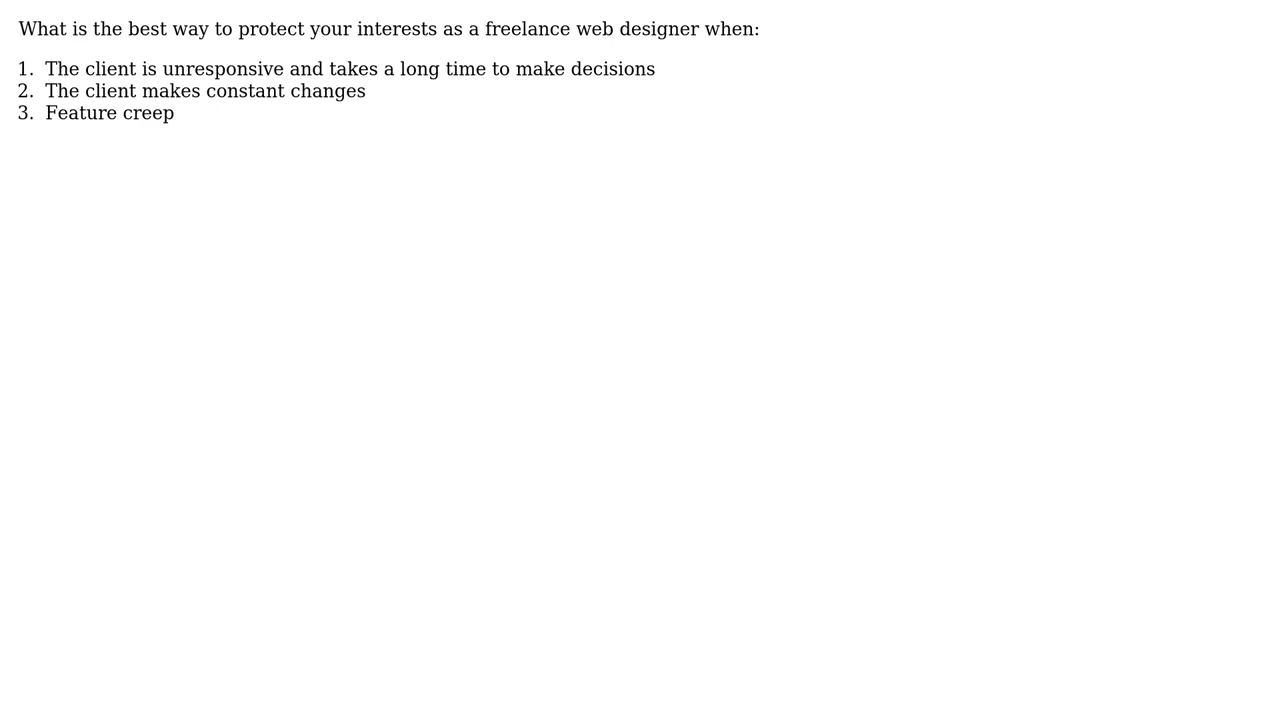 What is the best way to protect your interests as a freelance web designer when:
1. The client is unresponsive and takes a long time to make decisions
2. The client makes constant changes
3. Feature creep